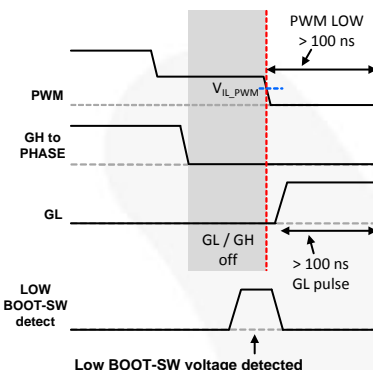 PWM LOW
> 100 ns
VIL_PWM
PWM
GH to
PHASE
GL
GL / GH
off
> 100 ns
GL pulse
LOW
BOOT-SW
detect
Low BOOT-SW voltage detected